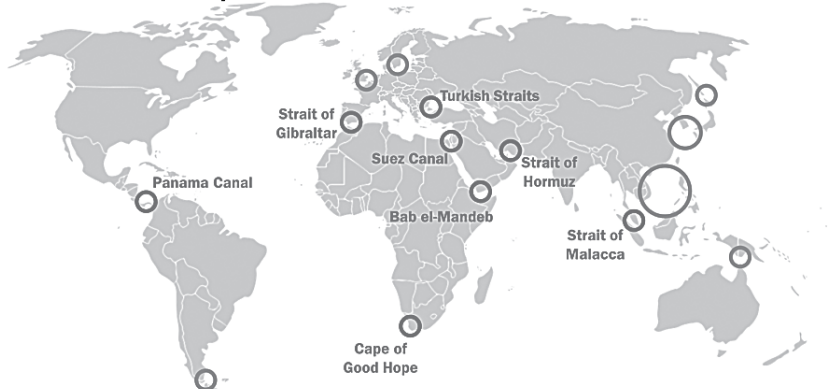 Turkish Straits
Strait of
Gibraltar
Suez Canal
Strait of
Hormuz
Panama Canal
Bab el-Mandeb
Strait of
Malacca
Cape of
Good Hope